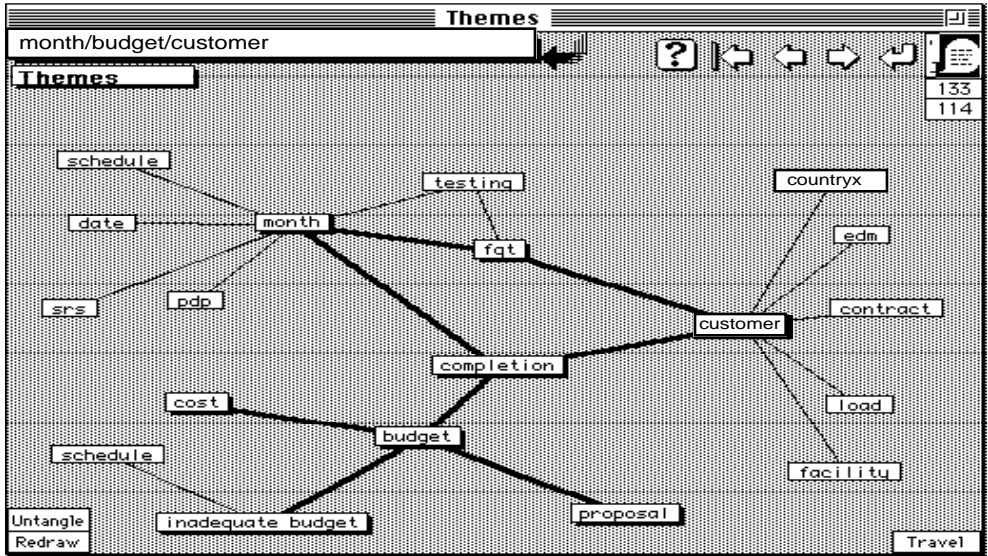 Themes
month/budget/customer
?
Themes
133
114
schedule
testing
countryx
date
month
edm
fqt
srs
pdp
contract
customer
completion
cost
load
budget
schedule
facility
inadequate budget
proposal
Untangle
Redraw
Travel